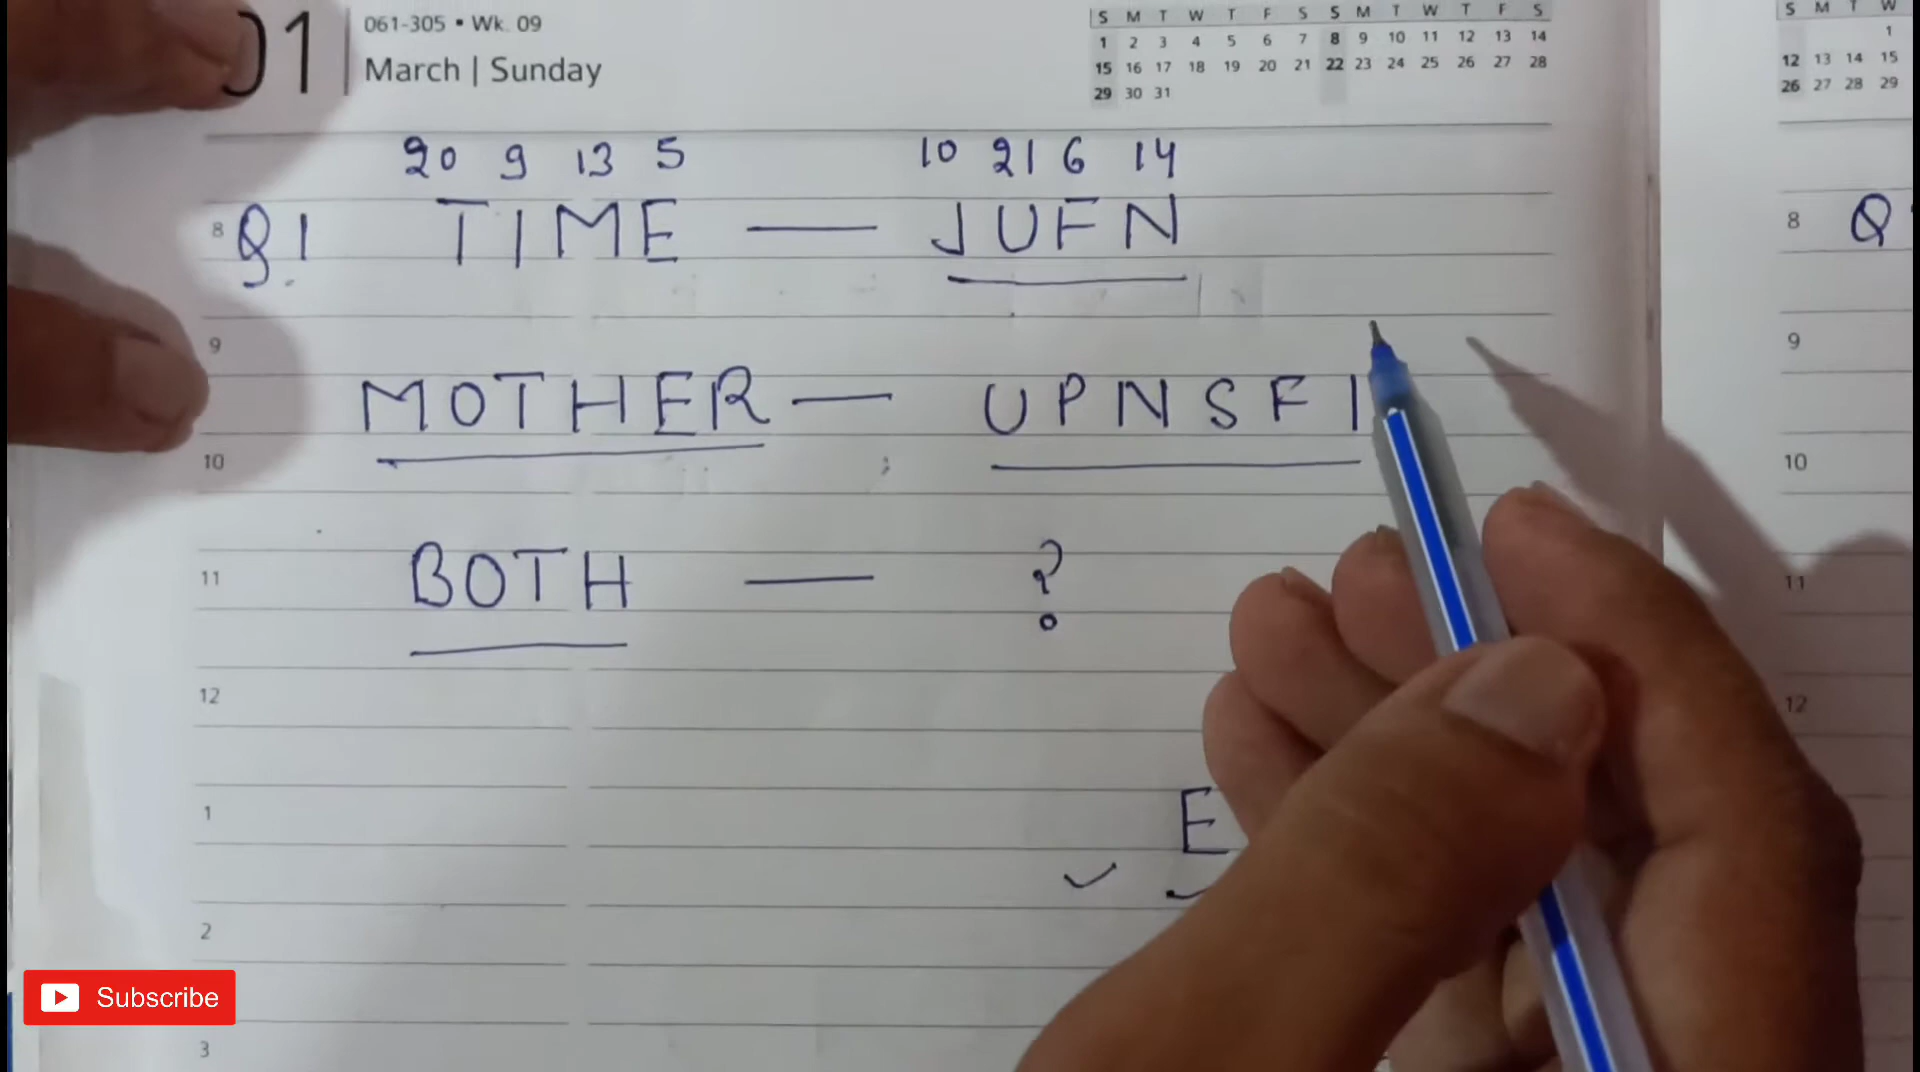 01
061-305 • Wk. 09
March | Sunday
S M T W T F S S M T W T F S
1 2 3 4 5 6 7 8 9 10 11 12 13 14
15 16 17 18 19 20 21 22 23 24 25 26 27 28
29 30 31
S M T W
1
12 13 14 15
26 27 28 29
20 9 13 5 10 21 6 14
8 Q1. TIME — JUFN
9
MOTHER — UPNSFI
10
11 BOTH — ?
12
1 E
2
Subscribe
3
8 Q
9
10
11
12